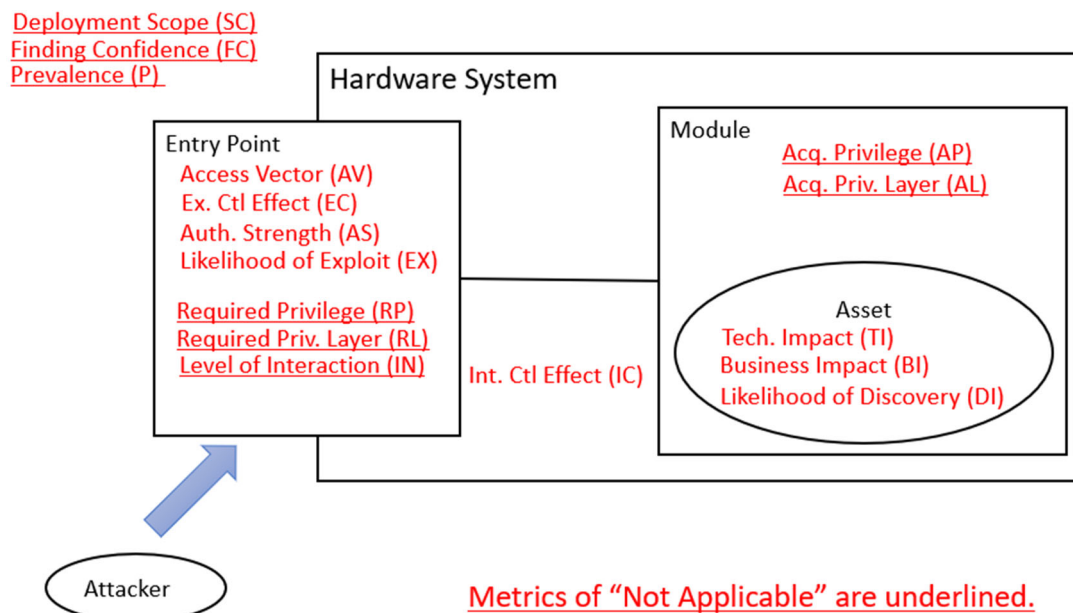 Deployment Scope (SC)
Finding Confidence (FC)
Prevalence (P)
Hardware System
Entry Point
Access Vector (AV)
Ex. Ctl Effect (EC)
Auth. Strength (AS)
Likelihood of Exploit (EX)
Required Privilege (RP)
Required Priv. Layer (RL)
Level of Interaction (IN)
Int. Ctl Effect (IC)
Module
Acq. Privilege (AP)
Acq. Priv. Layer (AL)
Asset
Tech. Impact (TI)
Business Impact (BI)
Likelihood of Discovery (DI)
Attacker
Metrics of “Not Applicable” are underlined.